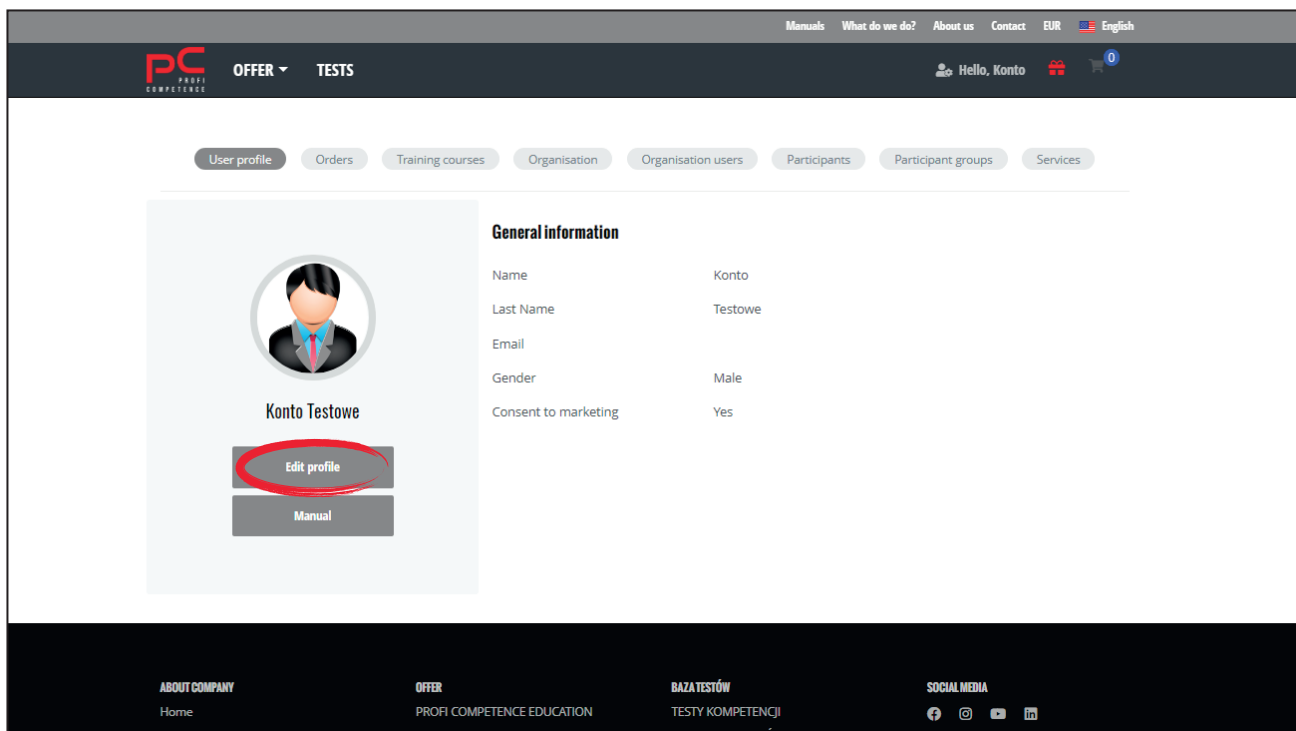 Manuals What do we do? About us Contact EUR English
PC PROFI COMPETENCE
OFFER TESTS Hello, Konto 0
User profile Orders Training courses Organisation Organisation users Participants Participant groups Services
General information
Name Konto
Last Name Testowe
Email
Gender Male
Consent to marketing Yes
Konto Testowe
Edit profile
Manual
ABOUT COMPANY OFFER BAZA TESTÓW SOCIAL MEDIA
Home PROFI COMPETENCE EDUCATION TESTY KOMPETENCJI